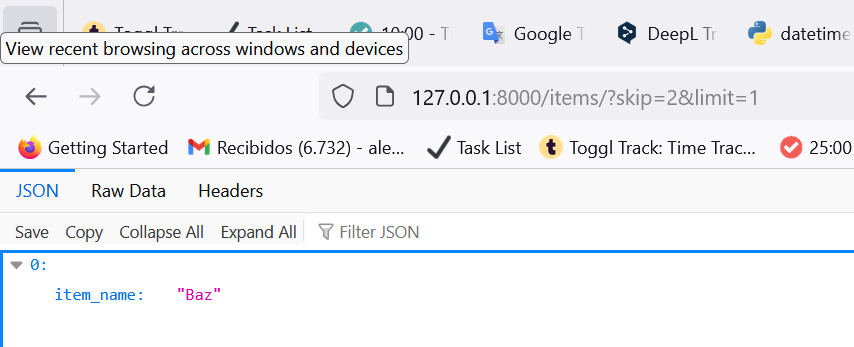 Toggl Tr
Task List
10:00 - T
Google T
DeepL Tr
datetime
View recent browsing across windows and devices
127.0.0.1:8000/items/?skip=2&limit=1
Getting Started
Recibidos (6.732) - ale...
Task List
Toggl Track: Time Trac...
25:00
JSON
Raw Data
Headers
Save
Copy
Collapse All
Expand All
Filter JSON
0:
item_name: "Baz"